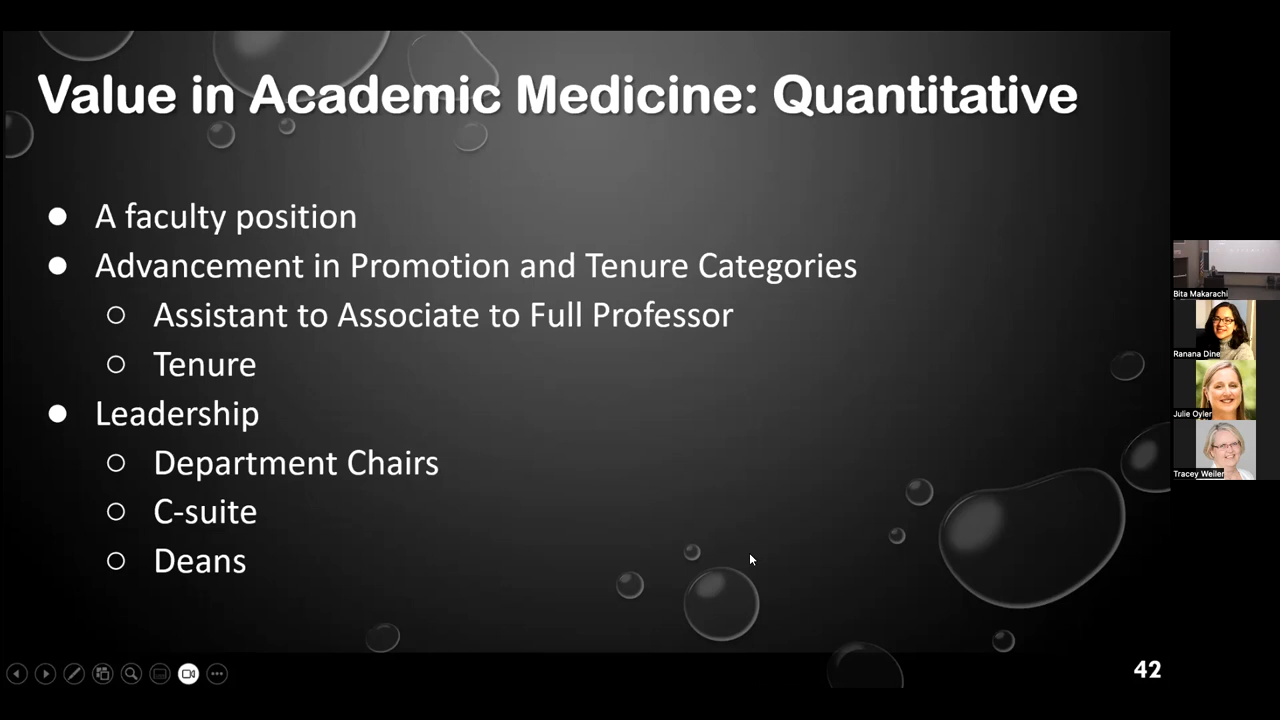 Value in Academic Medicine: Quantitative
● A faculty position
● Advancement in Promotion and Tenure Categories
○ Assistant to Associate to Full Professor
○ Tenure
● Leadership
○ Department Chairs
○ C-suite
○ Deans
42
Bita Makarachi
Ranana Dine
Julie Oyler
Tracey Weiler